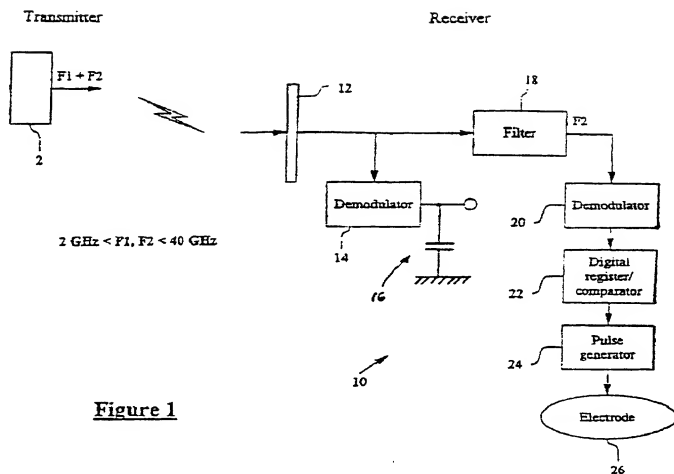 Transmitter
Receiver
F1 + F2
2
12
18
Filter
F2
Demodulator
14
16
2 GHz < F1, F2 < 40 GHz
Demodulator
20
Digital
register/
comparator
22
Pulse
generator
24
10
Electrode
26
Figure 1